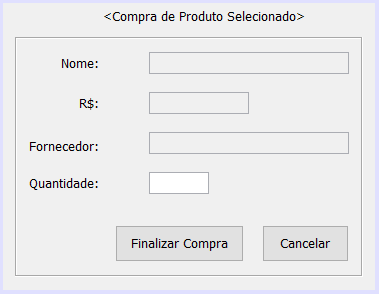 <Compra de Produto Selecionado>
Nome:
R$:
Fornecedor:
Quantidade:
Finalizar Compra Cancelar